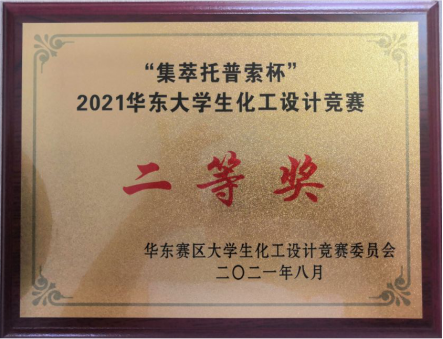 “集萃托普索杯”
2021华东大学生化工设计竞赛
二等奖
华东赛区大学生化工设计竞赛委员会
二〇二一年八月